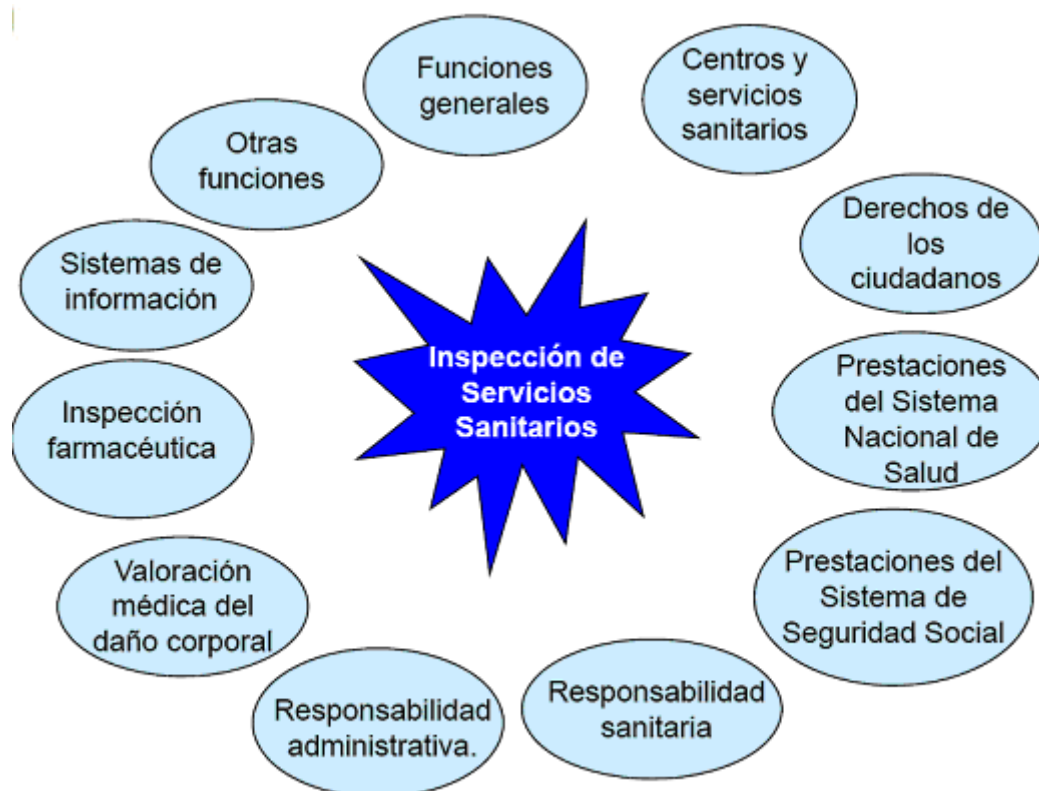 Funciones
generales
Centros y
servicios
sanitarios
Derechos de
los
ciudadanos
Prestaciones
del Sistema
Nacional de
Salud
Prestaciones del
Sistema de
Seguridad Social
Responsabilidad
sanitaria
Responsabilidad
administrativa.
Valoración
médica del
daño corporal
Inspección
farmacéutica
Sistemas de
información
Otras
funciones
Inspección de
Servicios
Sanitarios